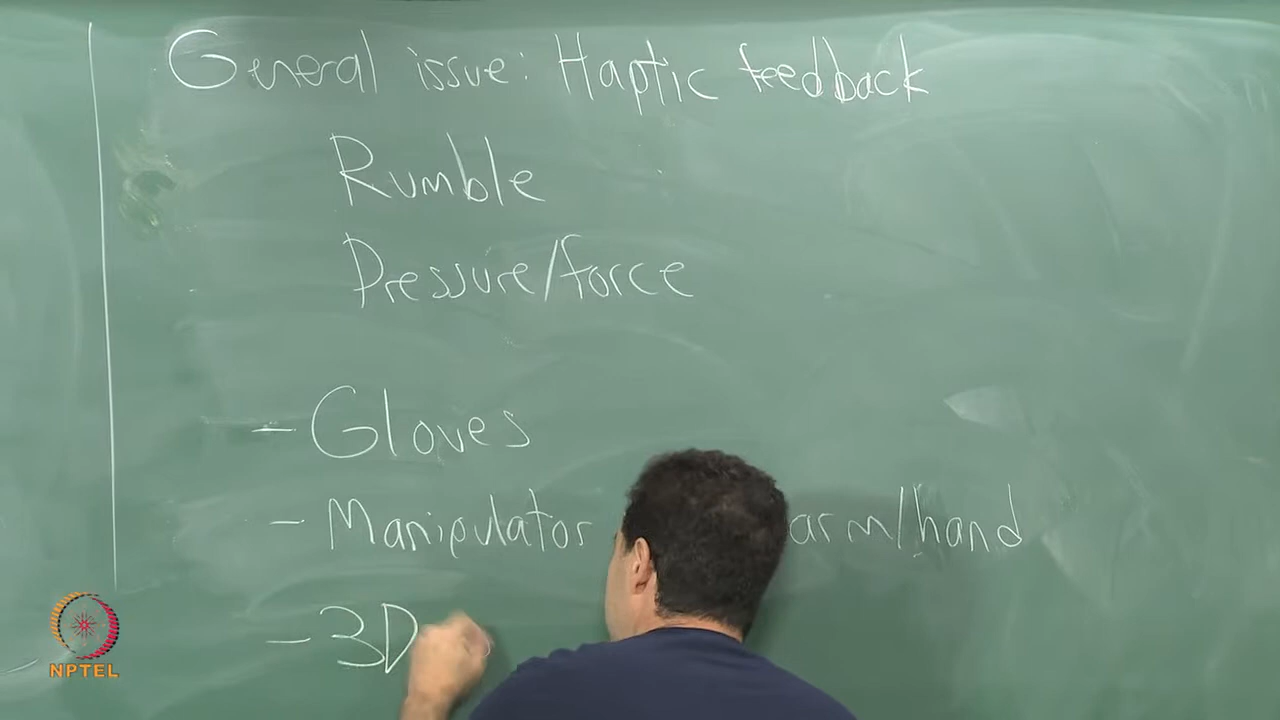 General issue: Haptic feedback
Rumble
Pressure/force
- Gloves
- Manipulator arm/hand
- 3D
NPTEL